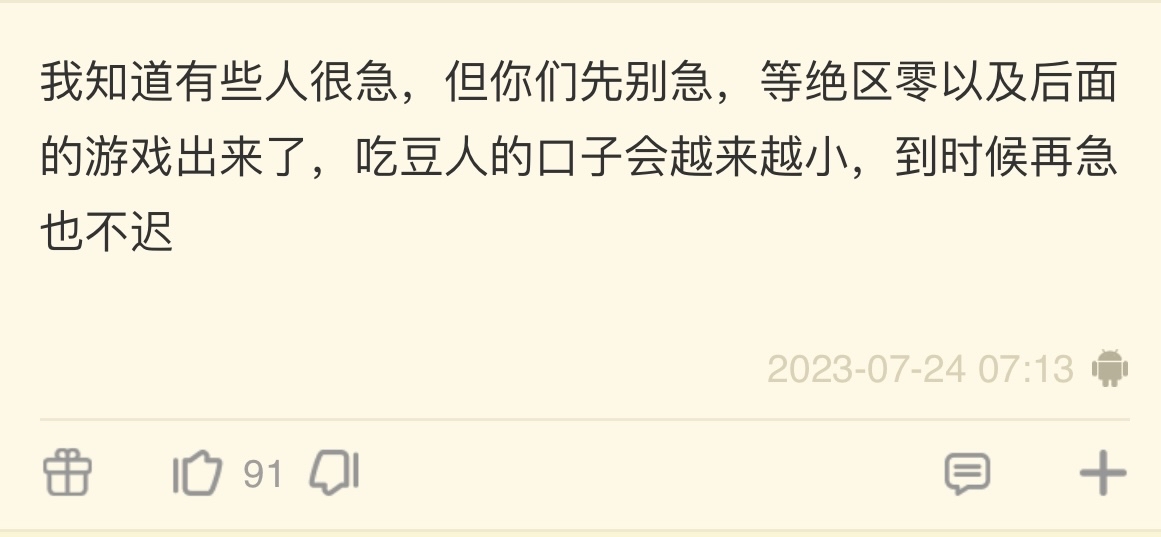 我知道有些人很急，但你们先别急，等绝区零以及后面
的游戏出来了，吃豆人的口子会越来越小，到时候再急
也不迟
2023-07-24 07:13
91